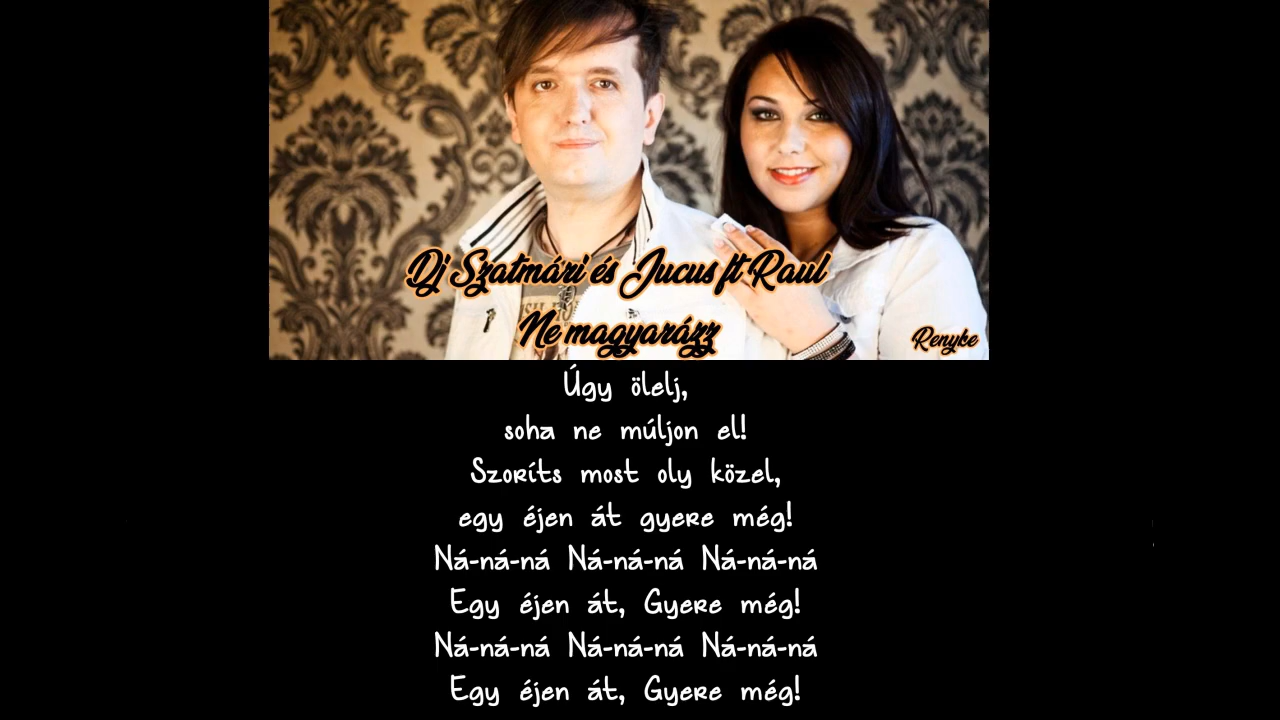 Dj Szatmári és Jucus ft Raul
Ne magyarázz
Renyke
Úgy ölelj,
soha ne múljon el!
Szoríts most oly közel,
egy éjen át gyere még!
Ná-ná-ná Ná-ná-ná Ná-ná-ná
Egy éjen át, Gyere még!
Ná-ná-ná Ná-ná-ná Ná-ná-ná
Egy éjen át, Gyere még!